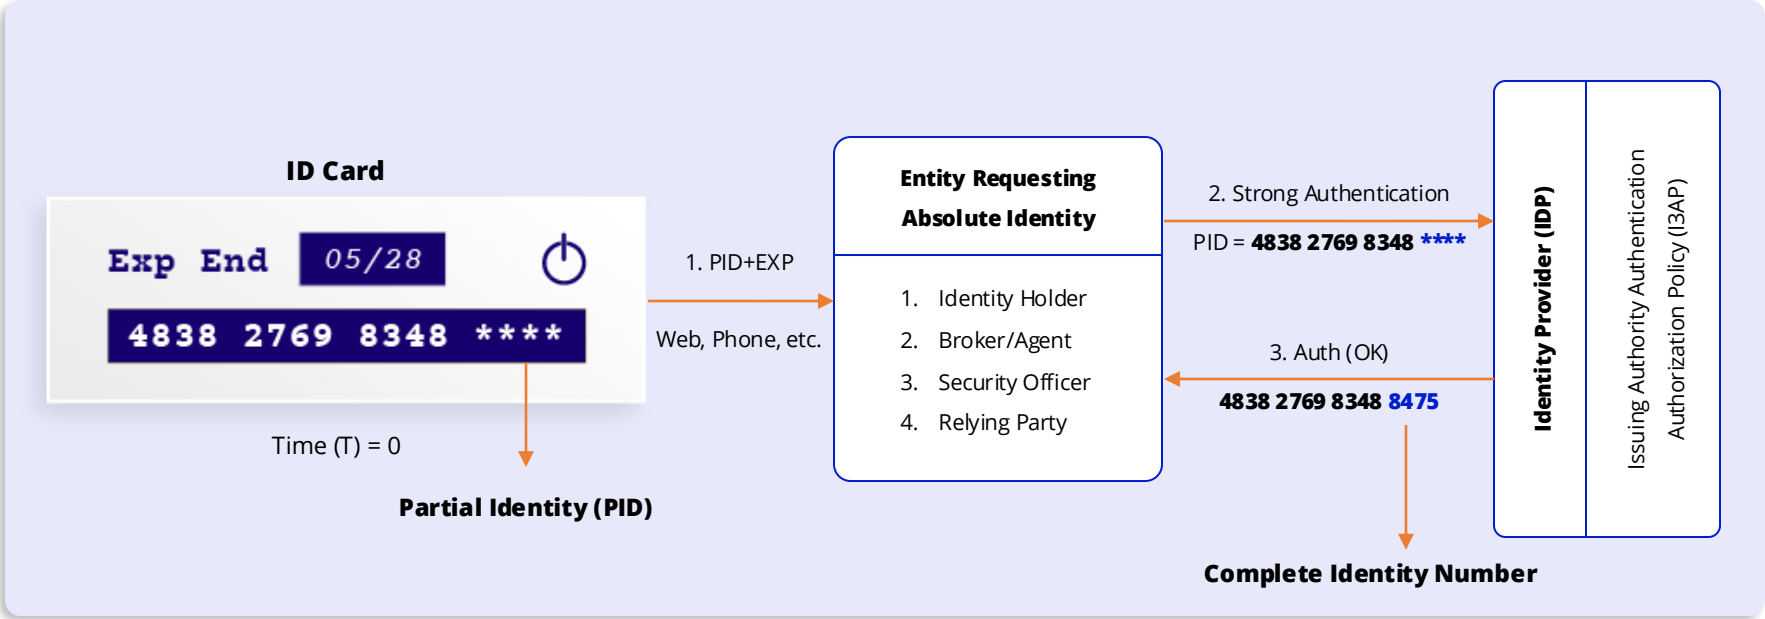 ID Card
Exp End 05/28
4838 2769 8348 ****
Time (T) = 0
Partial Identity (PID)
1. PID+EXP
Web, Phone, etc.
Entity Requesting
Absolute Identity
1. Identity Holder
2. Broker/Agent
3. Security Officer
4. Relying Party
2. Strong Authentication
PID = 4838 2769 8348 ****
3. Auth (OK)
4838 2769 8348 8475
Complete Identity Number
Identity Provider (IDP)
Issuing Authority Authentication
Authorization Policy (I3AP)